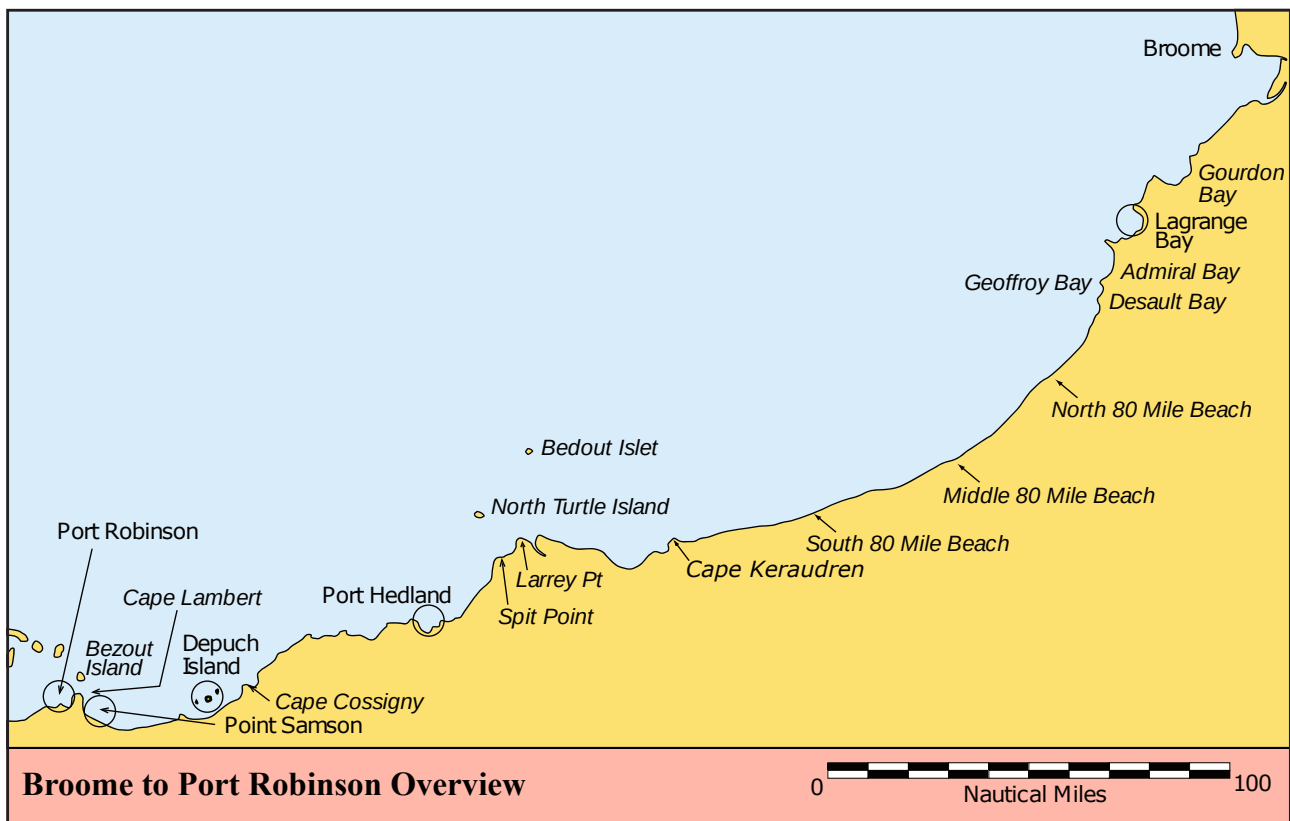 Broome
Gourdon
Bay
Lagrange
Bay
Admiral Bay
Geoffroy Bay
Desault Bay
North 80 Mile Beach
Bedout Islet
Middle 80 Mile Beach
North Turtle Island
Port Robinson
South 80 Mile Beach
Cape Keraudren
Larrey Pt
Port Hedland
Cape Lambert
Spit Point
Bezout
Island
Depuch
Island
Cape Cossigny
Point Samson
Broome to Port Robinson Overview
0
100
Nautical Miles